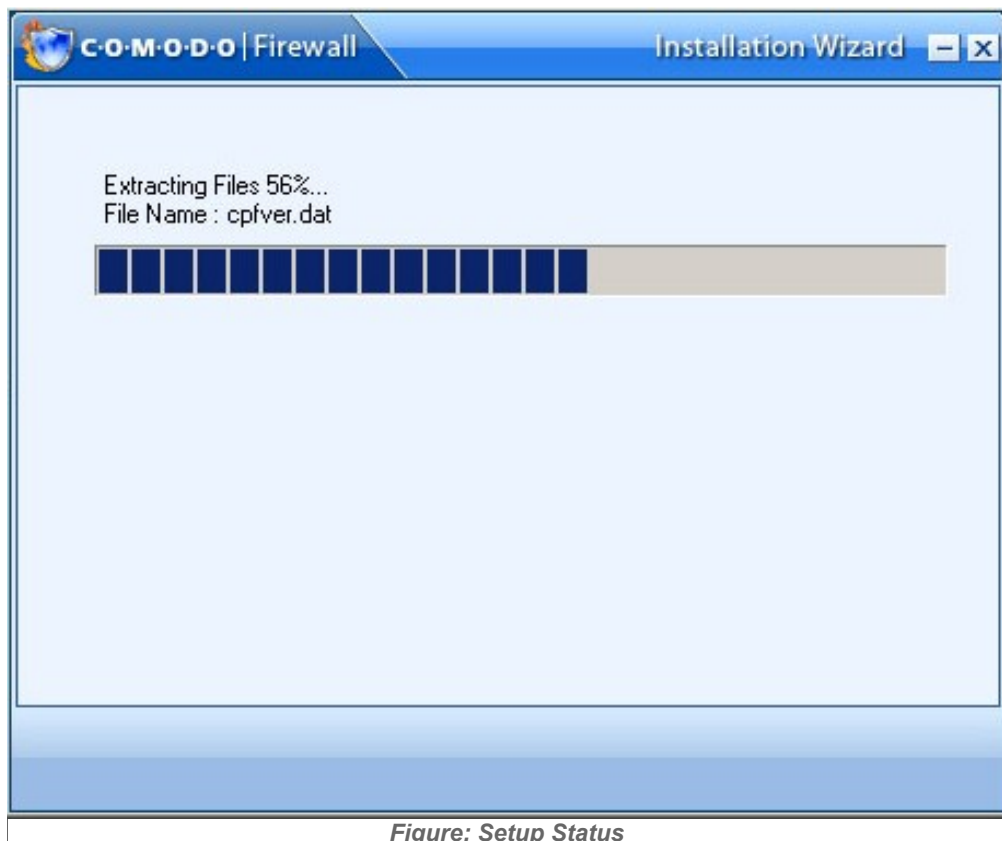 C·O·M·O·D·O | Firewall
Installation Wizard
Extracting Files 56%...
File Name : cpfver.dat
Figure: Setup Status